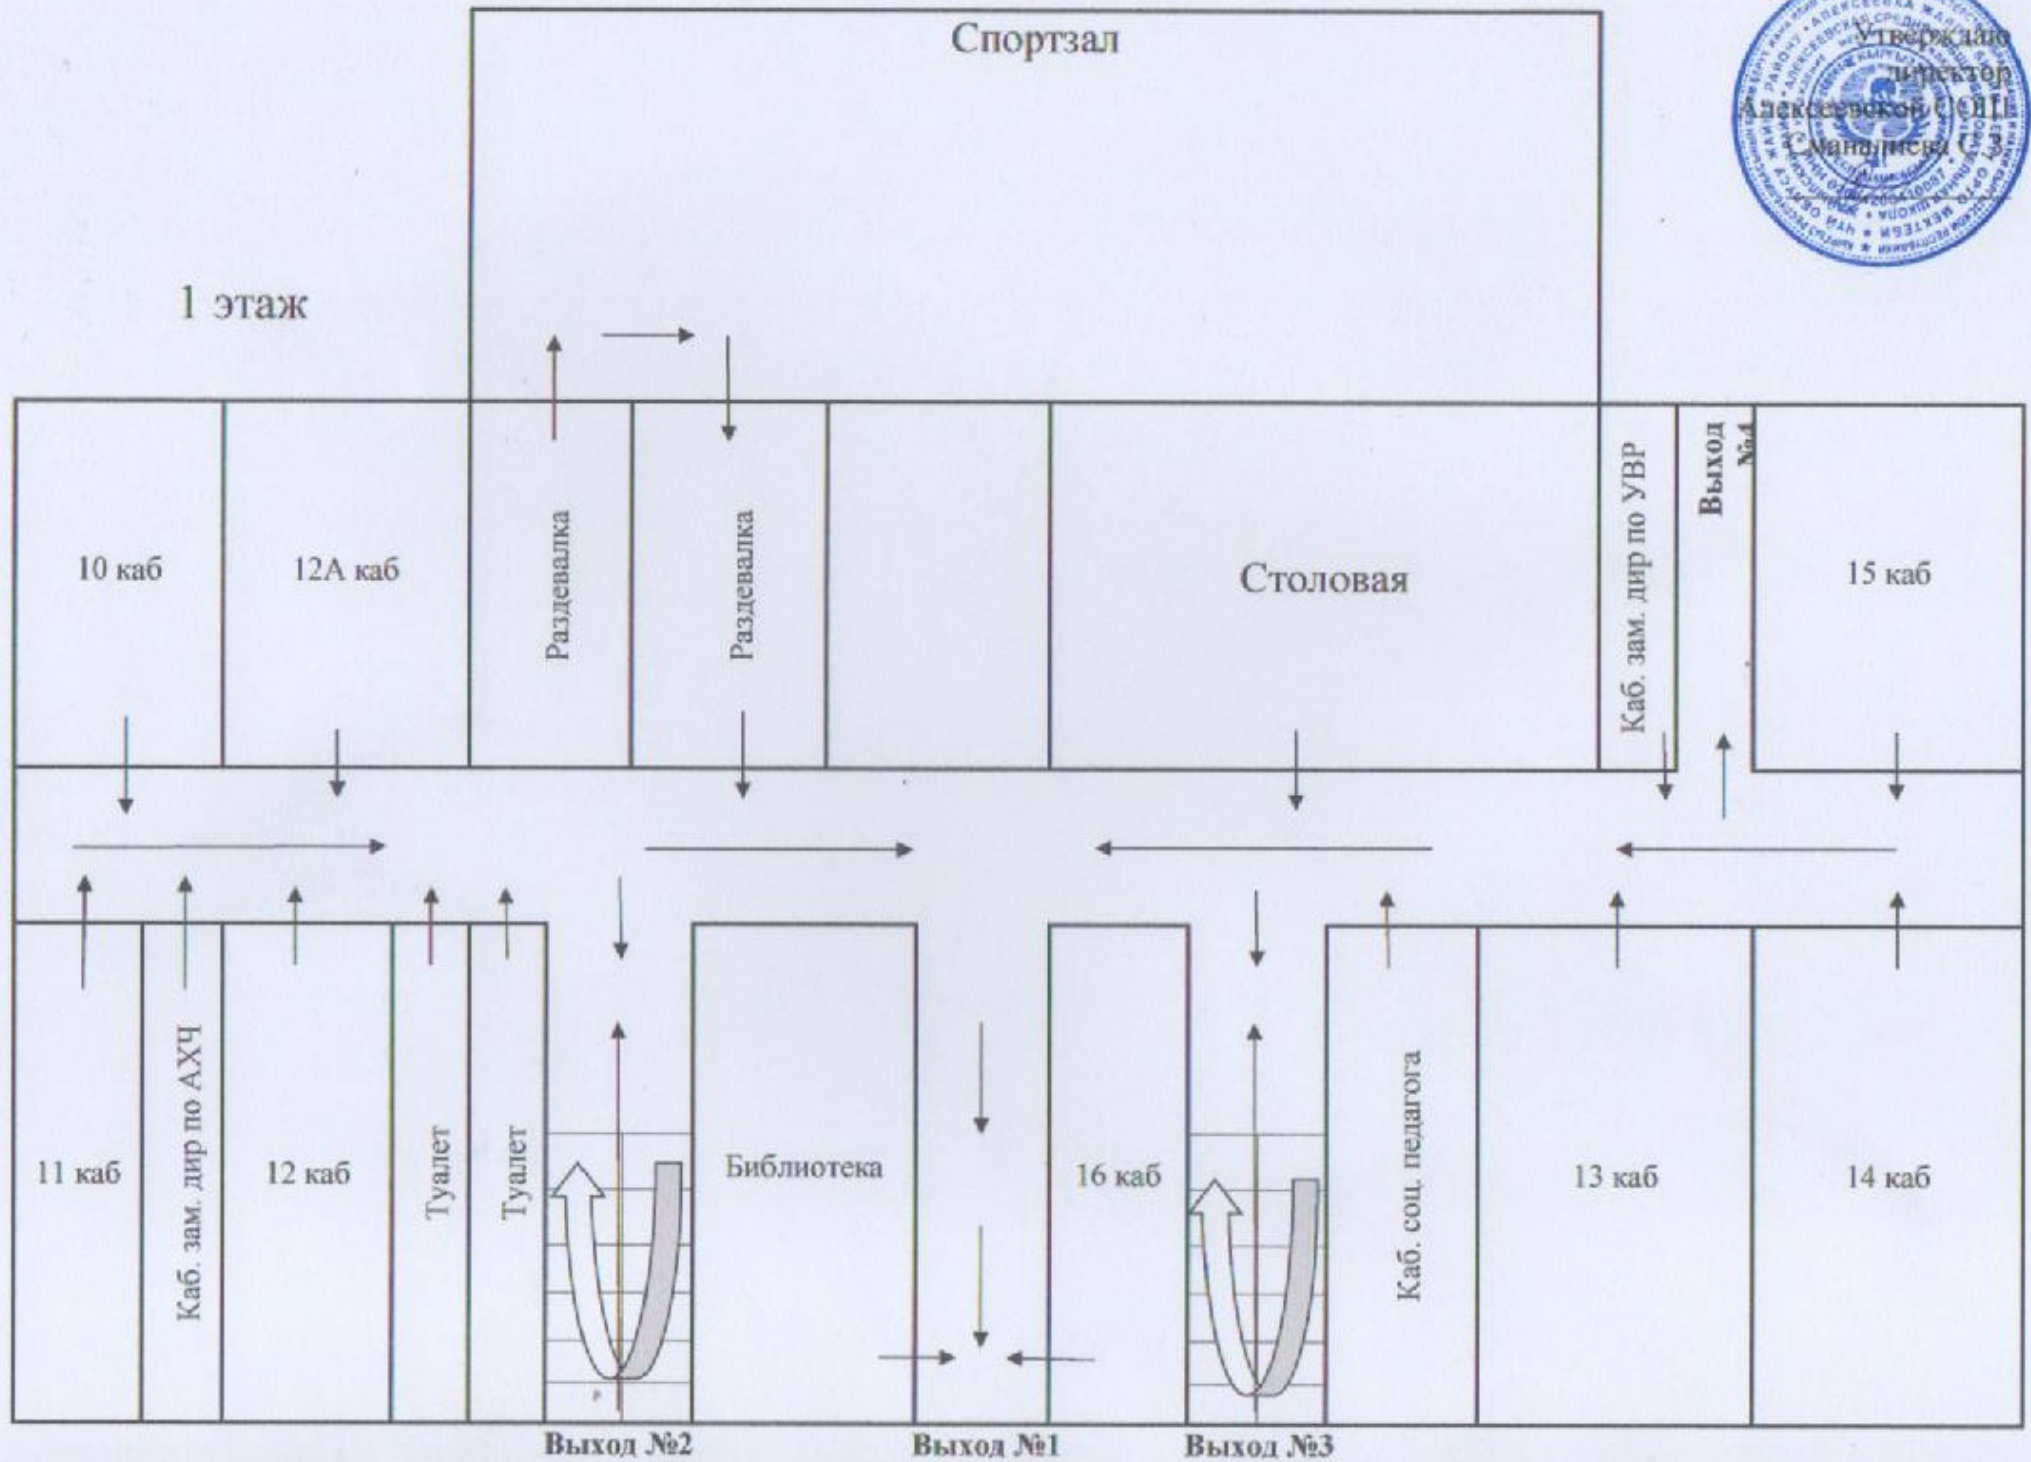 Спортзал
Утверждаю
директор
Алексеевской СОШ
Сманалиева С.З.
1 этаж
10 каб
12А каб
Раздевалка
Раздевалка
Столовая
Каб. зам. дир по УВР
Выход
№4
15 каб
11 каб
Каб. зам. дир по АХЧ
12 каб
Туалет
Туалет
Библиотека
16 каб
Каб. соц. педагога
13 каб
14 каб
Выход №2
Выход №1
Выход №3